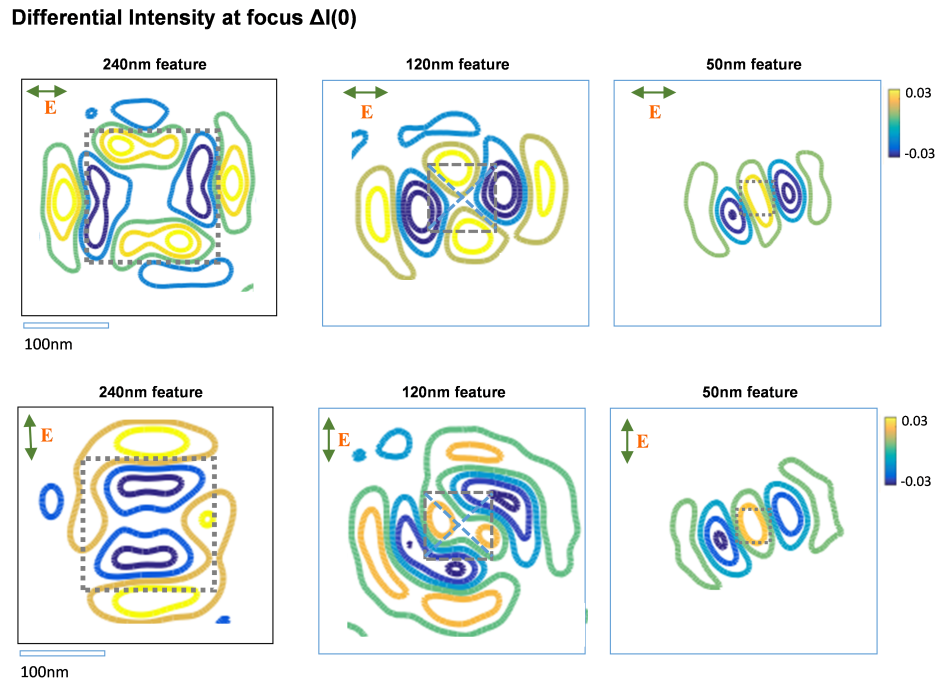 Differential Intensity at focus ΔI(0)
240nm feature
120nm feature
50nm feature
E
E
E
0.03
-0.03
100nm
240nm feature
120nm feature
50nm feature
E
E
E
0.03
-0.03
100nm